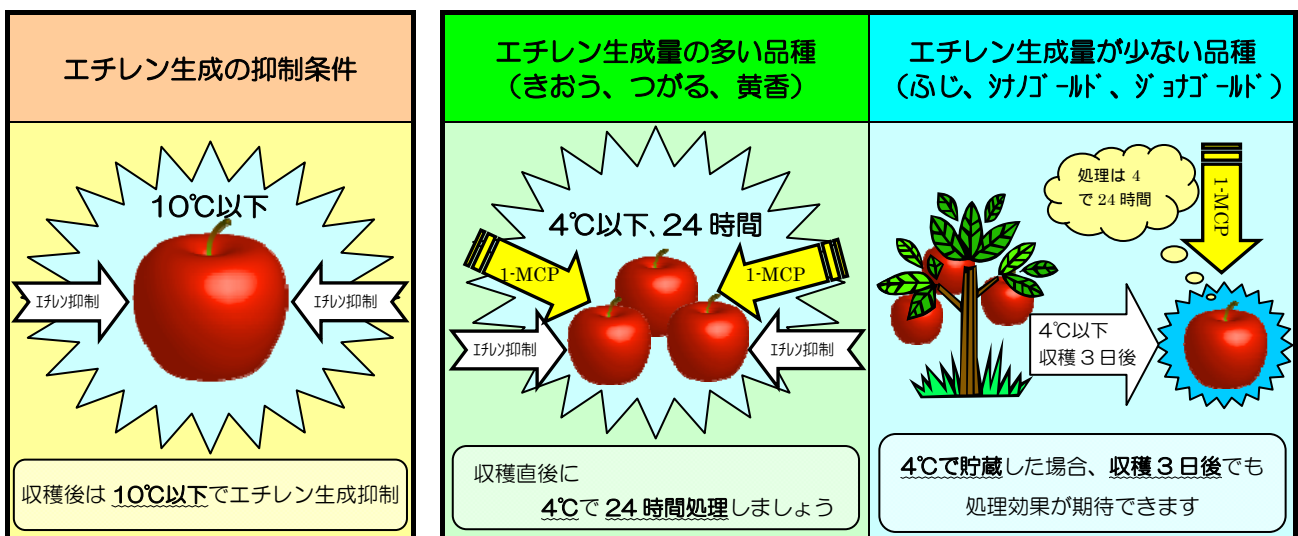 エチレン生成の抑制条件
10℃以下
ｴﾁﾚﾝ抑制
ｴﾁﾚﾝ抑制
収穫後は 10℃以下でエチレン生成抑制
エチレン生成量の多い品種
（きおう、つがる、黄香）
4℃以下、24 時間
1-MCP
1-MCP
ｴﾁﾚﾝ抑制
ｴﾁﾚﾝ抑制
収穫直後に
4℃で 24 時間処理しましょう
エチレン生成量が少ない品種
（ふじ、ｼﾅﾉｺﾞｰﾙﾄﾞ、ｼﾞｮﾅｺﾞｰﾙﾄﾞ）
処理は 4
で 24 時間
1-MCP
4℃以下
収穫 3 日後
4℃で貯蔵した場合、収穫 3 日後でも
処理効果が期待できます